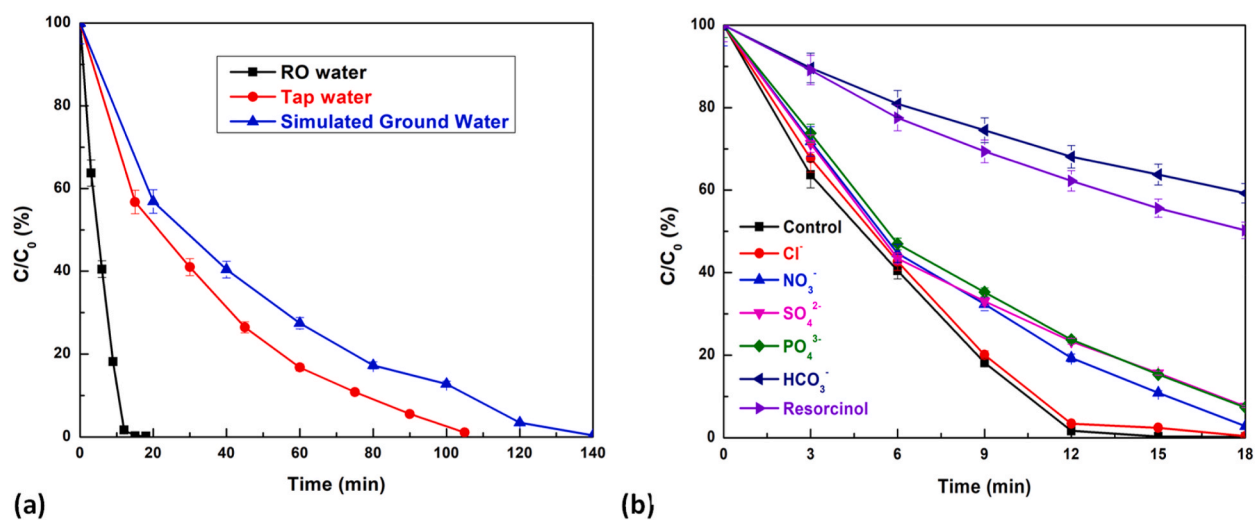 100
80
60
40
20
0
C/C₀ (%)
RO water
Tap water
Simulated Ground Water
0 20 40 60 80 100 120 140
Time (min)
(a)
100
80
60
40
20
0
C/C₀ (%)
Control
Cl⁻
NO₃⁻
SO₄²⁻
PO₄³⁻
HCO₃⁻
Resorcinol
0 3 6 9 12 15 18
Time (min)
(b)